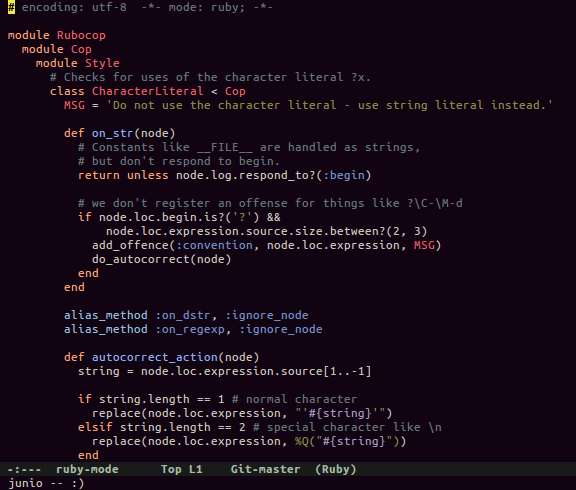 # encoding: utf-8  -*- mode: ruby; -*-

module Rubocop
  module Cop
    module Style
      # Checks for uses of the character literal ?x.
      class CharacterLiteral < Cop
        MSG = 'Do not use the character literal - use string literal instead.'

        def on_str(node)
          # Constants like __FILE__ are handled as strings,
          # but don't respond to begin.
          return unless node.log.respond_to?(:begin)

          # we don't register an offense for things like ?\C-\M-d
          if node.loc.begin.is?('?') &&
              node.loc.expression.source.size.between?(2, 3)
            add_offence(:convention, node.loc.expression, MSG)
            do_autocorrect(node)
          end
        end

        alias_method :on_dstr, :ignore_node
        alias_method :on_regexp, :ignore_node

        def autocorrect_action(node)
          string = node.loc.expression.source[1..-1]

          if string.length == 1 # normal character
            replace(node.loc.expression, "'#{string}'")
          elsif string.length == 2 # special character like \n
            replace(node.loc.expression, %Q("#{string}"))
          end
-:---  ruby-mode      Top L1    Git-master  (Ruby)
junio -- :)